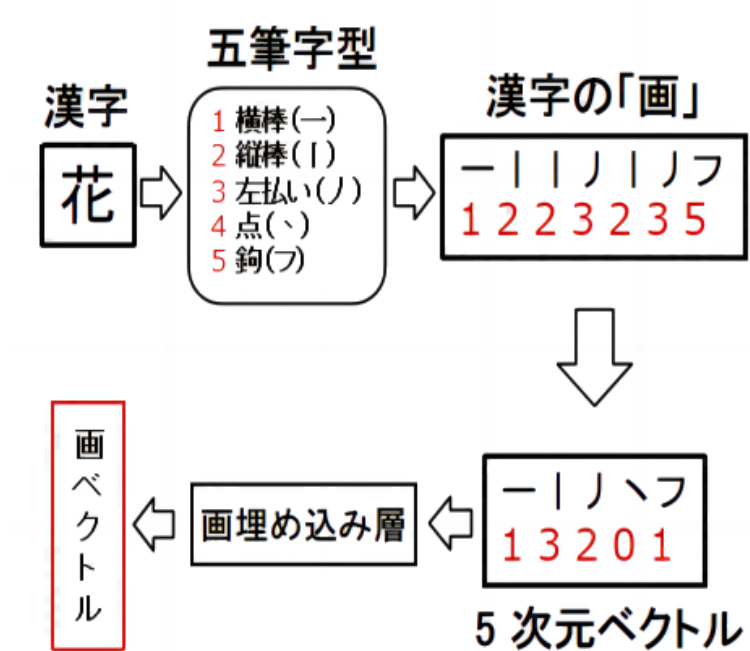 五筆字型
漢字
花
1 横棒(一)
2 縦棒(丨)
3 左払い(丿)
4 点(丶)
5 鉤(フ)
漢字の「画」
一丨丨丿丨丿フ
1 2 2 3 2 3 5
一丨丿丶フ
1 3 2 0 1
5 次元ベクトル
画埋め込み層
画ベクトル